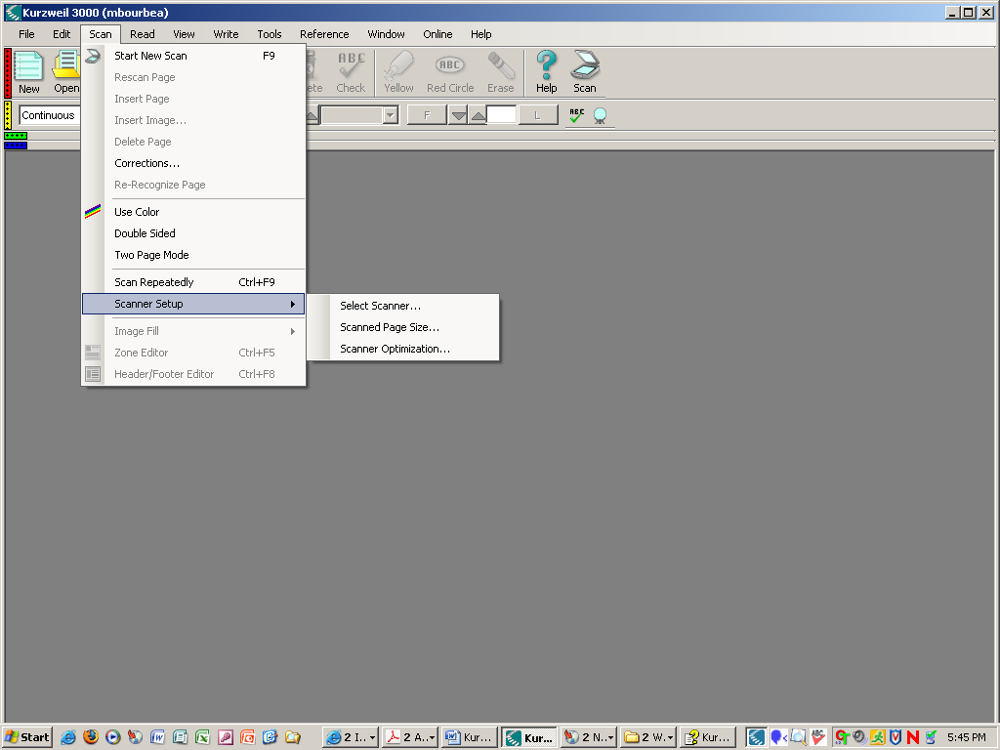 Kurzweil 3000 (mbourbea)
File Edit Scan Read View Write Tools Reference Window Online Help
New Open Check Yellow Red Circle Erase Help Scan
ABC ABC
Continuous F L ABC
Start New Scan F9
Rescan Page
Insert Page
Insert Image...
Delete Page
Corrections...
Re-Recognize Page
Use Color
Double Sided
Two Page Mode
Scan Repeatedly Ctrl+F9
Scanner Setup
Image Fill
Zone Editor Ctrl+F5
Header/Footer Editor Ctrl+F8
Select Scanner...
Scanned Page Size...
Scanner Optimization...
Start 2 I... 2 A... Kur... Kur... 2 N... 2 W... Kur... 5:45 PM